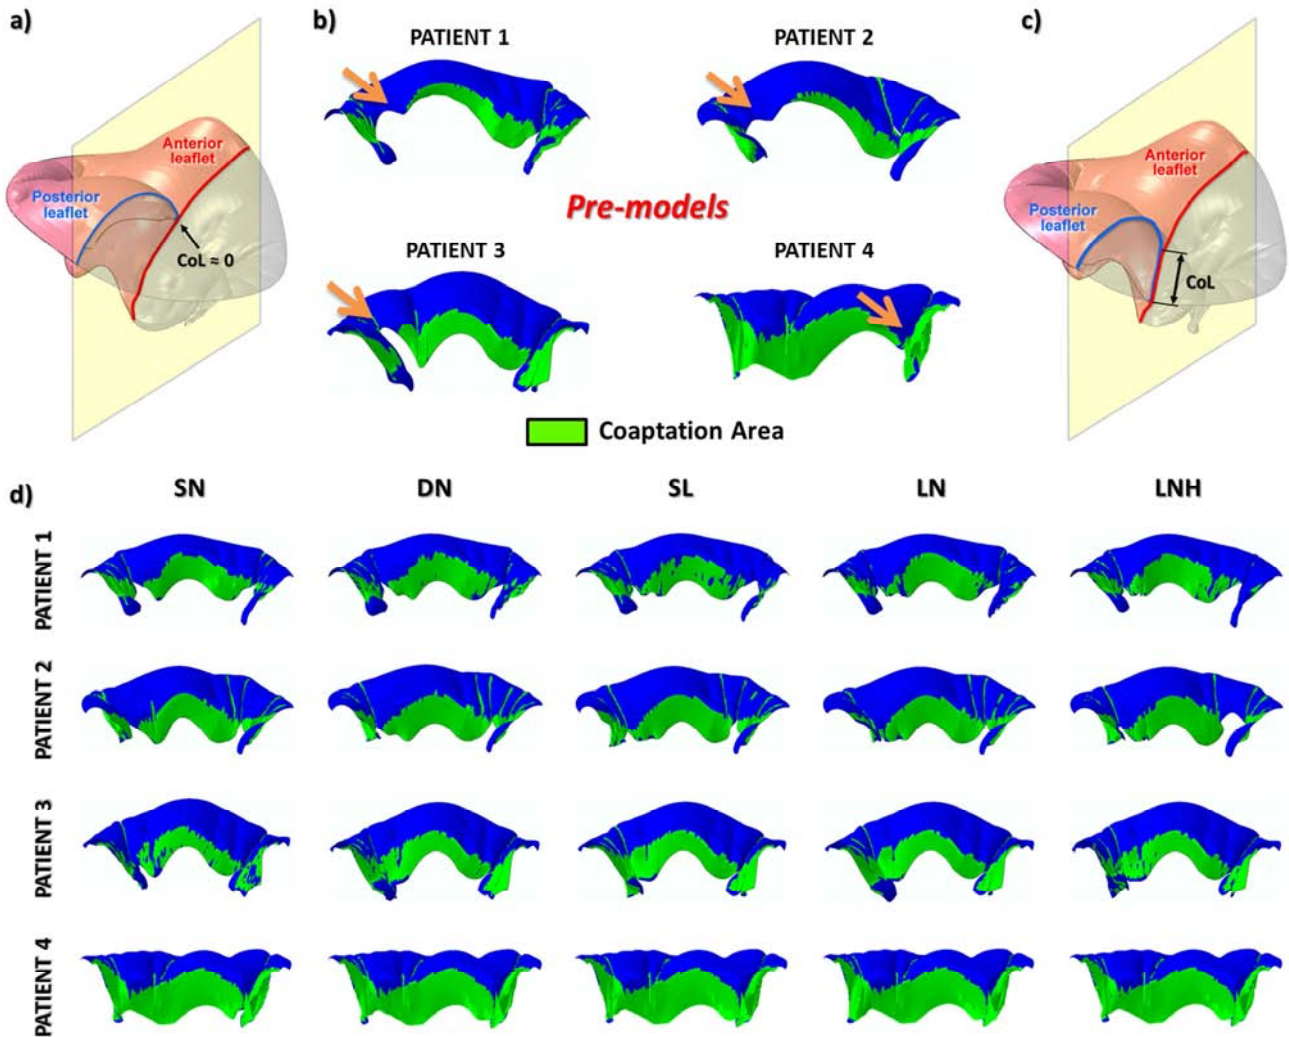 a)
b)
c)
PATIENT 1
PATIENT 2
Anterior
leaflet
Posterior
leaflet
CoL ≈ 0
Pre-models
Anterior
leaflet
Posterior
leaflet
CoL
PATIENT 3
PATIENT 4
Coaptation Area
d)
SN
DN
SL
LN
LNH
PATIENT 1
PATIENT 2
PATIENT 3
PATIENT 4